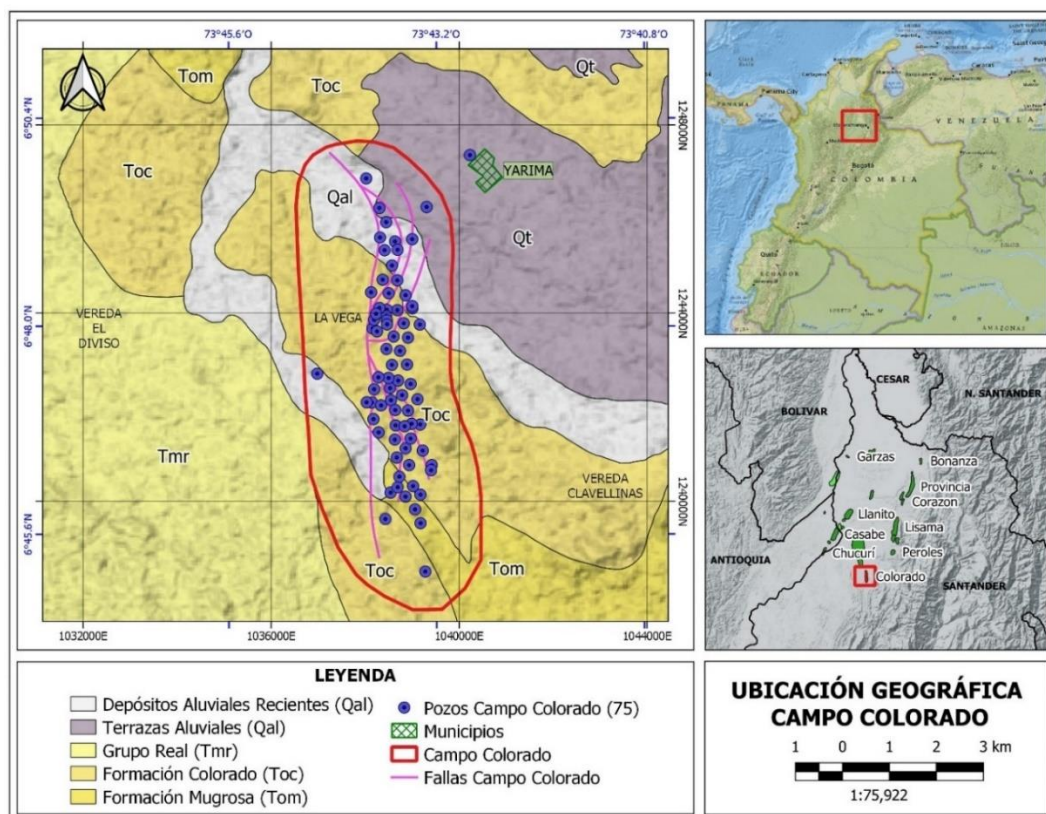 73°45.6'O 73°43.2'O 73°40.8'O
Tom
Toc
Qt
6°50.4'N
1248000N
Toc
YARIMA
Qal
Qt
6°48.0'N
1244000N
VEREDA
EL
DIVISO
LA VEGA
Toc
Tmr
VEREDA
CLAVELLINAS
6°45.6'N
1240000N
Toc
Tom
1032000E 1036000E 1040000E 1044000E
PANAMA
VENEZUELA
Bogotá
COLOMBIA
Quito
ECUADOR
AMAZONAS
CESAR
N. SANTANDER
BOLIVAR
Garzas
Bonanza
Provincia
Corazon
Llanito
Lisama
Casabe
Chucurí
Peroles
ANTIOQUIA
Colorado
SANTANDER
LEYENDA
Depósitos Aluviales Recientes (Qal)
Terrazas Aluviales (Qal)
Grupo Real (Tmr)
Formación Colorado (Toc)
Formación Mugrosa (Tom)
Pozos Campo Colorado (75)
Municipios
Campo Colorado
Fallas Campo Colorado
UBICACIÓN GEOGRÁFICA
CAMPO COLORADO
1 0 1 2 3 km
1:75,922